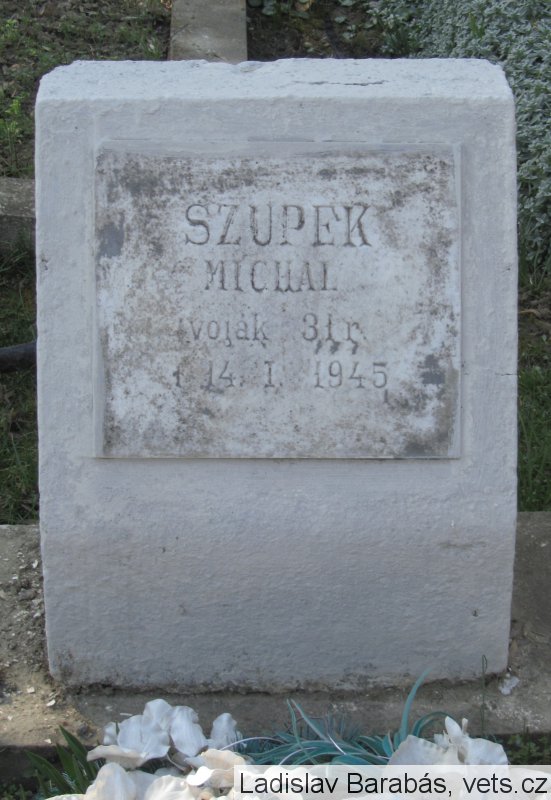 SZUPEK
MICHAL
vojak 31 r.
† 14. I. 1945
Ladislav Barabás, vets.cz